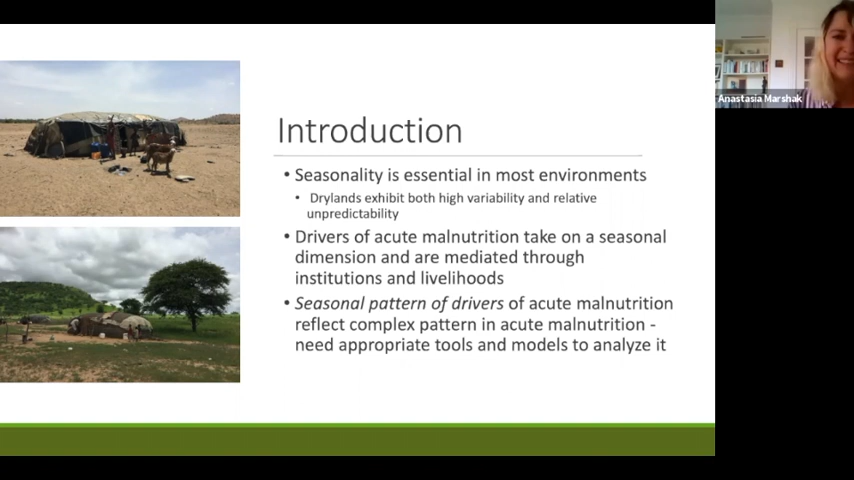 Anastasia Marshak
Introduction
• Seasonality is essential in most environments
• Drylands exhibit both high variability and relative
unpredictability
• Drivers of acute malnutrition take on a seasonal
dimension and are mediated through
institutions and livelihoods
• Seasonal pattern of drivers of acute malnutrition
reflect complex pattern in acute malnutrition -
need appropriate tools and models to analyze it